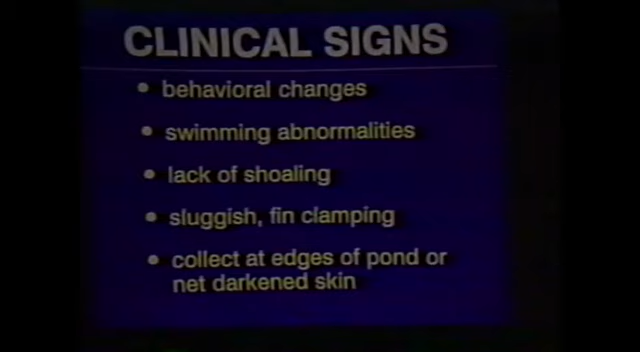 CLINICAL SIGNS
• behavioral changes
• swimming abnormalities
• lack of shoaling
• sluggish, fin clamping
• collect at edges of pond or
net darkened skin